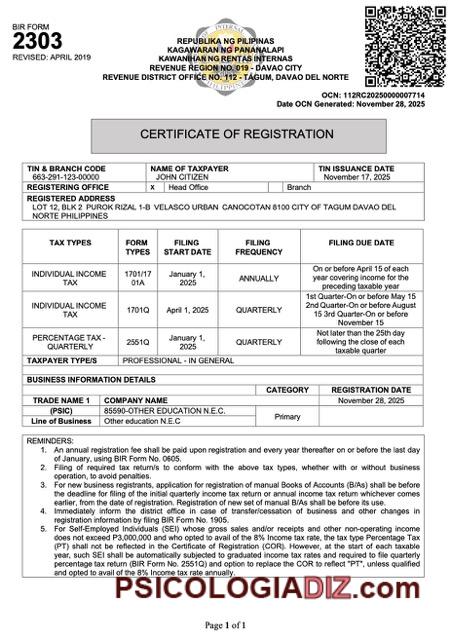 BIR FORM
2303
REVISED: APRIL 2019
REPUBLIKA NG PILIPINAS
KAGAWARAN NG PANANALAPI
KAWANIHAN NG RENTAS INTERNAS
REVENUE REGION NO. 019 - DAVAO CITY
REVENUE DISTRICT OFFICE NO. 112 - TAGUM, DAVAO DEL NORTE
OCN: 112RC20250000007714
Date OCN Generated: November 28, 2025
CERTIFICATE OF REGISTRATION
TIN & BRANCH CODE NAME OF TAXPAYER TIN ISSUANCE DATE
663-291-123-00000 JOHN CITIZEN November 17, 2025
REGISTERING OFFICE X Head Office Branch
REGISTERED ADDRESS
LOT 12, BLK 2 PUROK RIZAL 1-B VELASCO URBAN CANOCOTAN 8100 CITY OF TAGUM DAVAO DEL
NORTE PHILIPPINES
TAX TYPES FORM TYPES FILING START DATE FILING FREQUENCY FILING DUE DATE
INDIVIDUAL INCOME TAX 1701/1701A January 1, 2025 ANNUALLY On or before April 15 of each year covering income for the preceding taxable year
INDIVIDUAL INCOME TAX 1701Q April 1, 2025 QUARTERLY 1st Quarter-On or before May 15 2nd Quarter-On or before August 15 3rd Quarter-On or before November 15
PERCENTAGE TAX - QUARTERLY 2551Q January 1, 2025 QUARTERLY Not later than the 25th day following the close of each taxable quarter
TAXPAYER TYPE/S PROFESSIONAL - IN GENERAL
BUSINESS INFORMATION DETAILS
CATEGORY REGISTRATION DATE
TRADE NAME 1 COMPANY NAME November 28, 2025
(PSIC) 85590-OTHER EDUCATION N.E.C. Primary
Line of Business Other education N.E.C
REMINDERS:
1. An annual registration fee shall be paid upon registration and every year thereafter on or before the last day
of January, using BIR Form No. 0605.
2. Filing of required tax return/s to conform with the above tax types, whether with or without business
operation, to avoid penalties.
3. For new business registrants, application for registration of manual Books of Accounts (B/As) shall be before
the deadline for filing of the initial quarterly income tax return or annual income tax return whichever comes
earlier, from the date of registration. Registration of new set of manual B/As shall be before its use.
4. Immediately inform the district office in case of transfer/cessation of business and other changes in
registration information by filing BIR Form No. 1905.
5. For Self-Employed Individuals (SEI) whose gross sales and/or receipts and other non-operating income
does not exceed P3,000,000 and who opted to avail of the 8% Income Tax rate, the tax type Percentage Tax
(PT) shall not be reflected in the Certificate of Registration (COR). However, at the start of each taxable
year, such SEI shall be automatically subjected to graduated income tax rates and required to file quarterly
percentage tax return (BIR Form No. 2551Q) and option to replace the COR to reflect "PT", unless qualified
and opted to avail of the 8% Income Tax rate annually.
PSICOLOGIADIZ.COM
Page 1 of 1